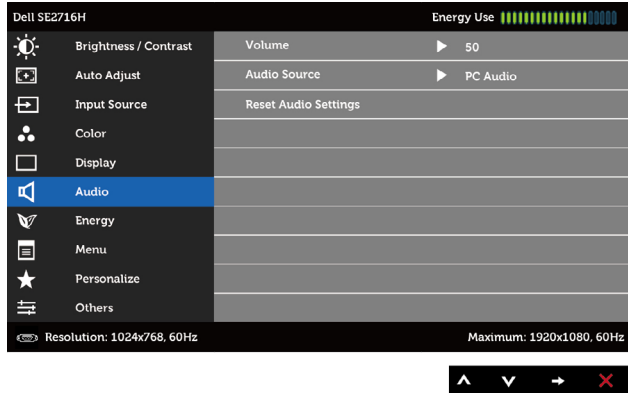 Dell SE2716H Energy Use
Brightness / Contrast Volume 50
Auto Adjust Audio Source PC Audio
Input Source Reset Audio Settings
Color
Display
Audio
Energy
Menu
Personalize
Others
Resolution: 1024x768, 60Hz Maximum: 1920x1080, 60Hz